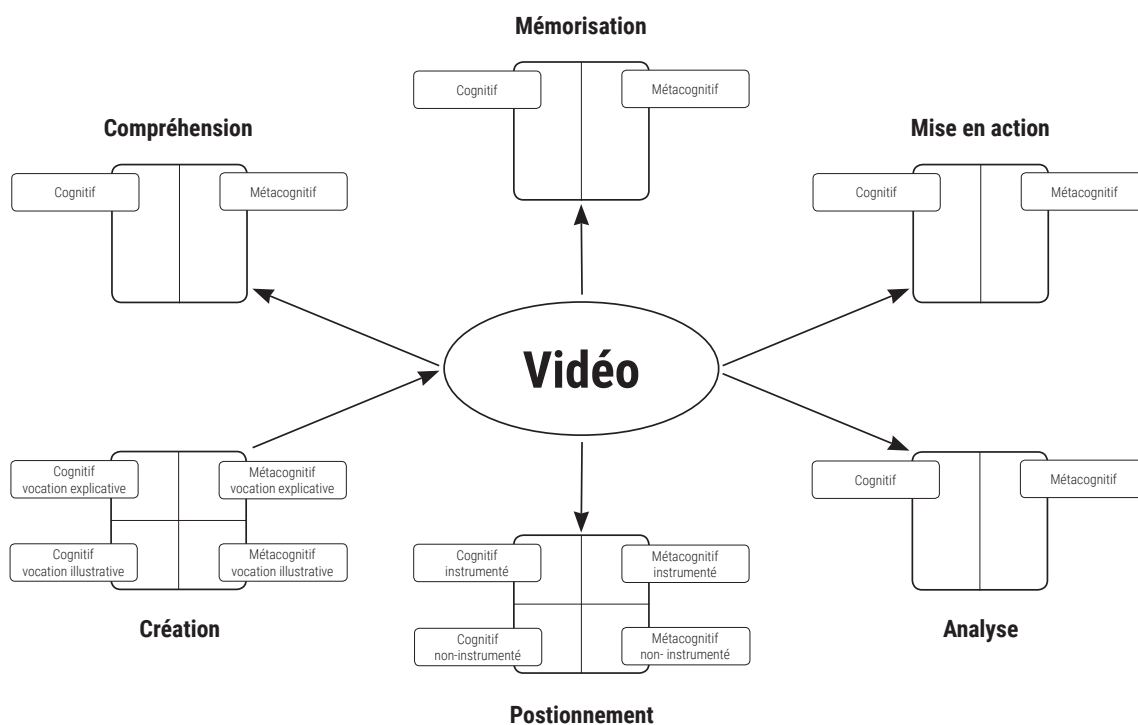 Mémorisation
Cognitif
Métacognitif
Compréhension
Cognitif
Métacognitif
Mise en action
Cognitif
Métacognitif
Vidéo
Cognitif
vocation explicative
Métacognitif
vocation explicative
Cognitif
vocation illustrative
Métacognitif
vocation illustrative
Création
Cognitif
instrumenté
Métacognitif
instrumenté
Cognitif
non-instrumenté
Métacognitif
non- instrumenté
Postionnement
Cognitif
Métacognitif
Analyse